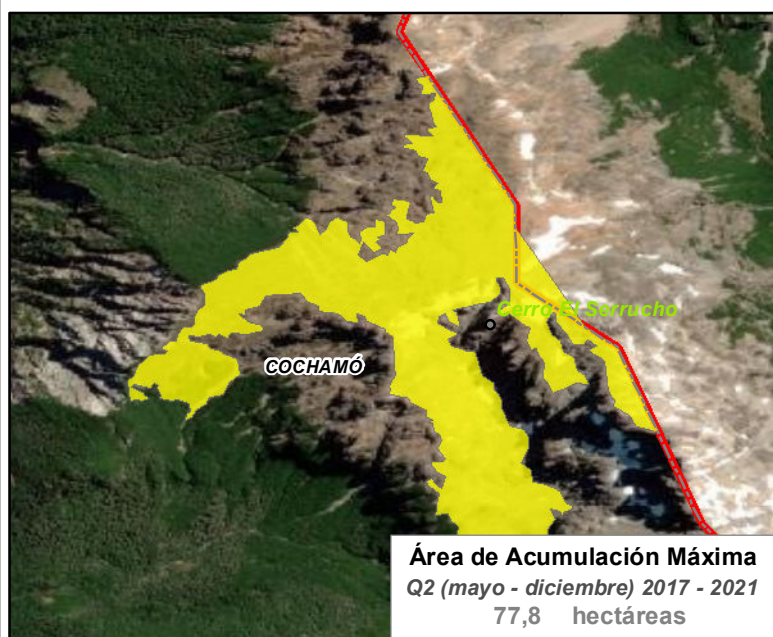 Cerro El Serrucho
COCHAMÓ
Área de Acumulación Máxima
Q2 (mayo - diciembre) 2017 - 2021
77,8 hectáreas